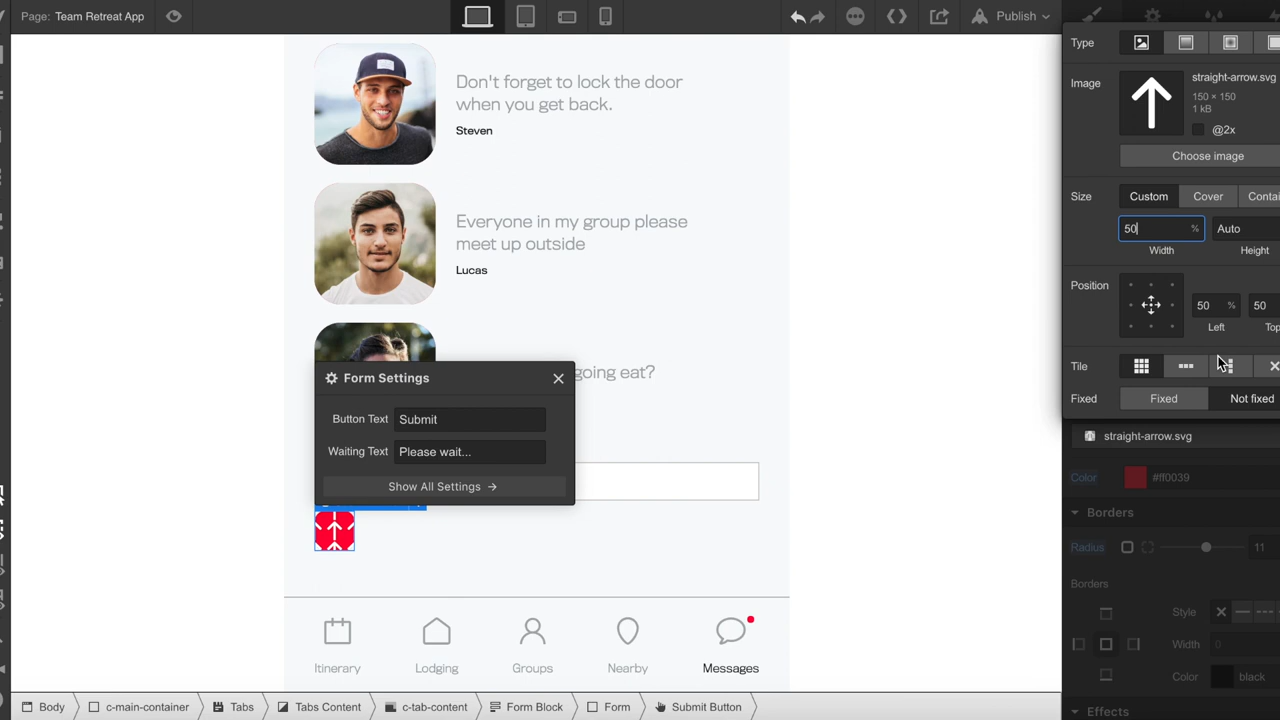 Page: Team Retreat App
Publish
Don't forget to lock the door
when you get back.
Steven
Everyone in my group please
meet up outside
Lucas
going eat?
Form Settings
Button Text Submit
Waiting Text Please wait...
Show All Settings
Itinerary
Lodging
Groups
Nearby
Messages
Body
c-main-container
Tabs
Tabs Content
c-tab-content
Form Block
Form
Submit Button
Type
Image
straight-arrow.svg
150 × 150
1 kB
@2x
Choose image
Size Custom Cover
50 % Auto
Width Height
Position
50 % 50
Left
Tile
Fixed Fixed Not fixed
straight-arrow.svg
Color #ff0039
Borders
Radius 11
Borders
Style
Width 0
Color black
Effects